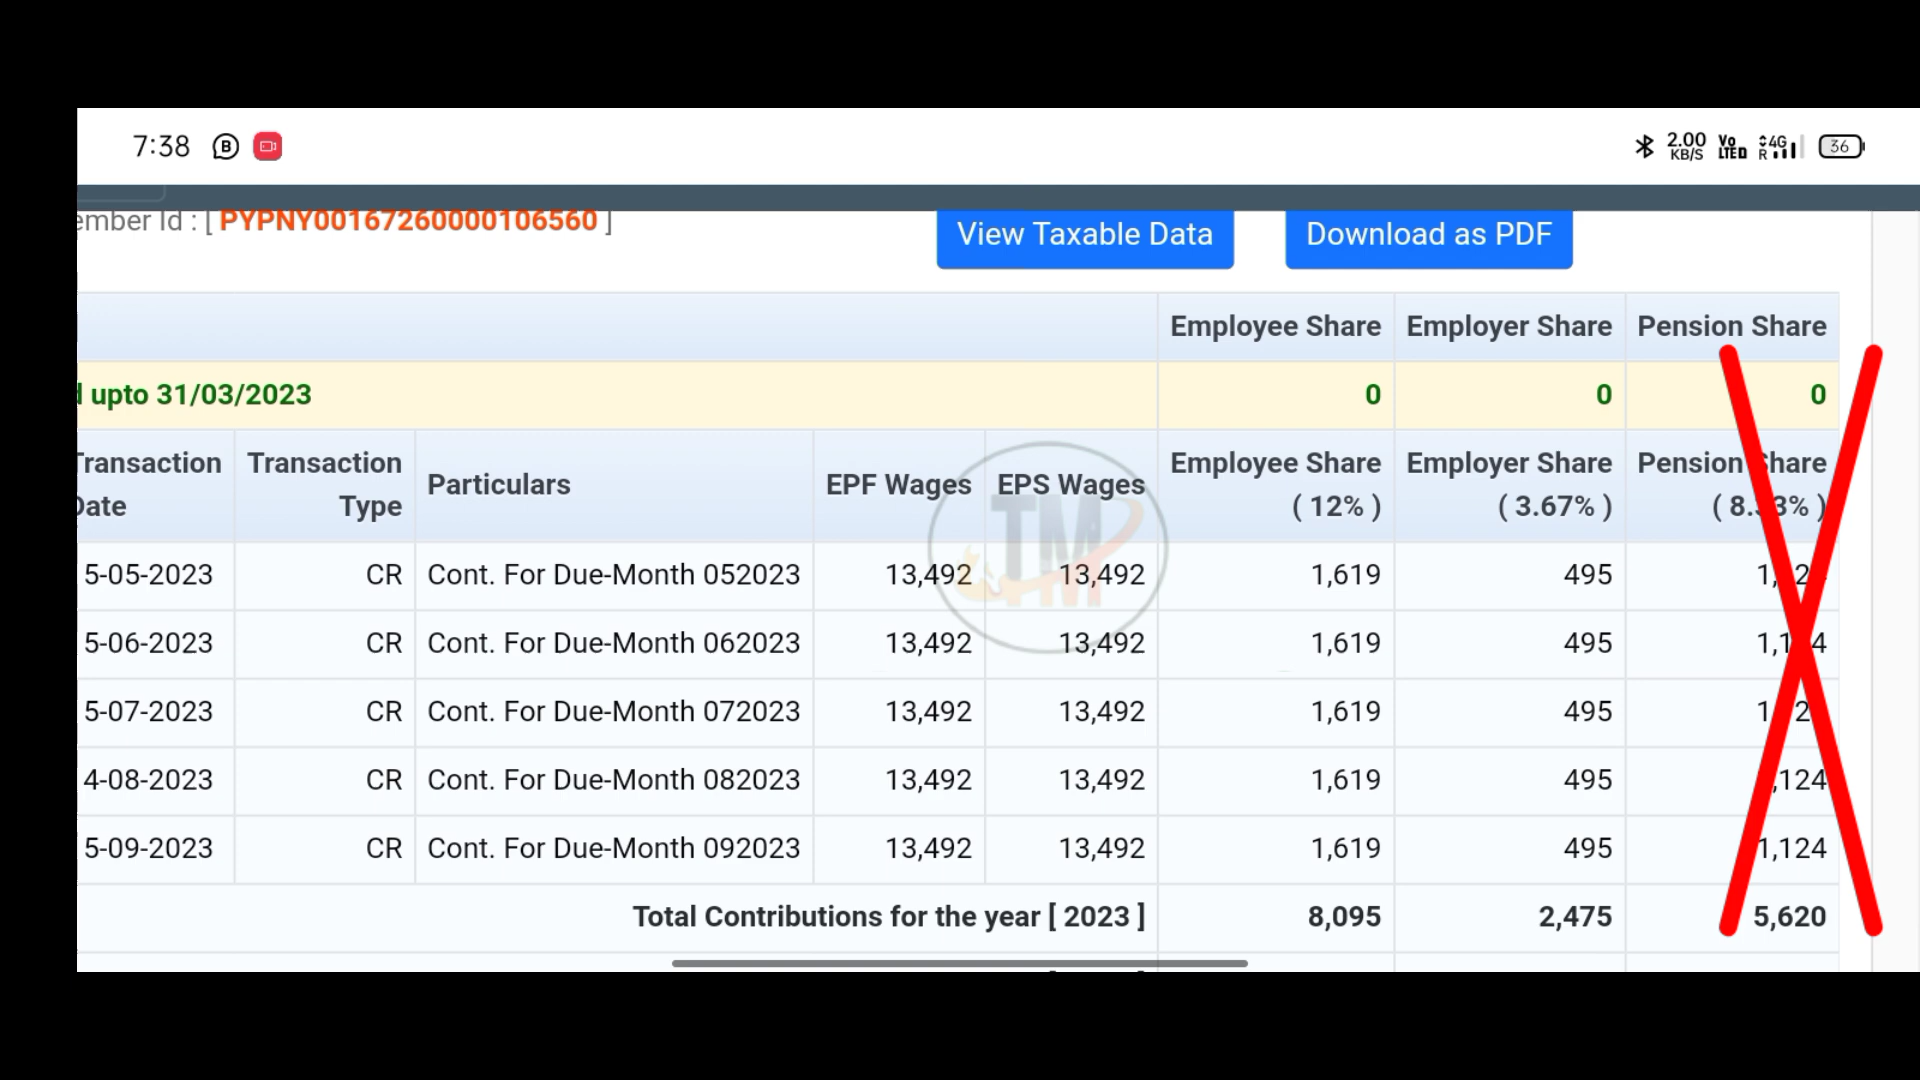 7:38 B 2.00 KB/S Vo LTED 4G R 36
ember Id : [ PYPNY00167260000106560 ]
View Taxable Data Download as PDF
Employee Share Employer Share Pension Share
upto 31/03/2023 0 0 0
Transaction Date Transaction Type Particulars EPF Wages EPS Wages Employee Share ( 12% ) Employer Share ( 3.67% ) Pension Share
5-05-2023 CR Cont. For Due-Month 052023 13,492 13,492 1,619 495
5-06-2023 CR Cont. For Due-Month 062023 13,492 13,492 1,619 495
5-07-2023 CR Cont. For Due-Month 072023 13,492 13,492 1,619 495
4-08-2023 CR Cont. For Due-Month 082023 13,492 13,492 1,619 495 ,124
5-09-2023 CR Cont. For Due-Month 092023 13,492 13,492 1,619 495 1,124
Total Contributions for the year [ 2023 ] 8,095 2,475 5,620
TM